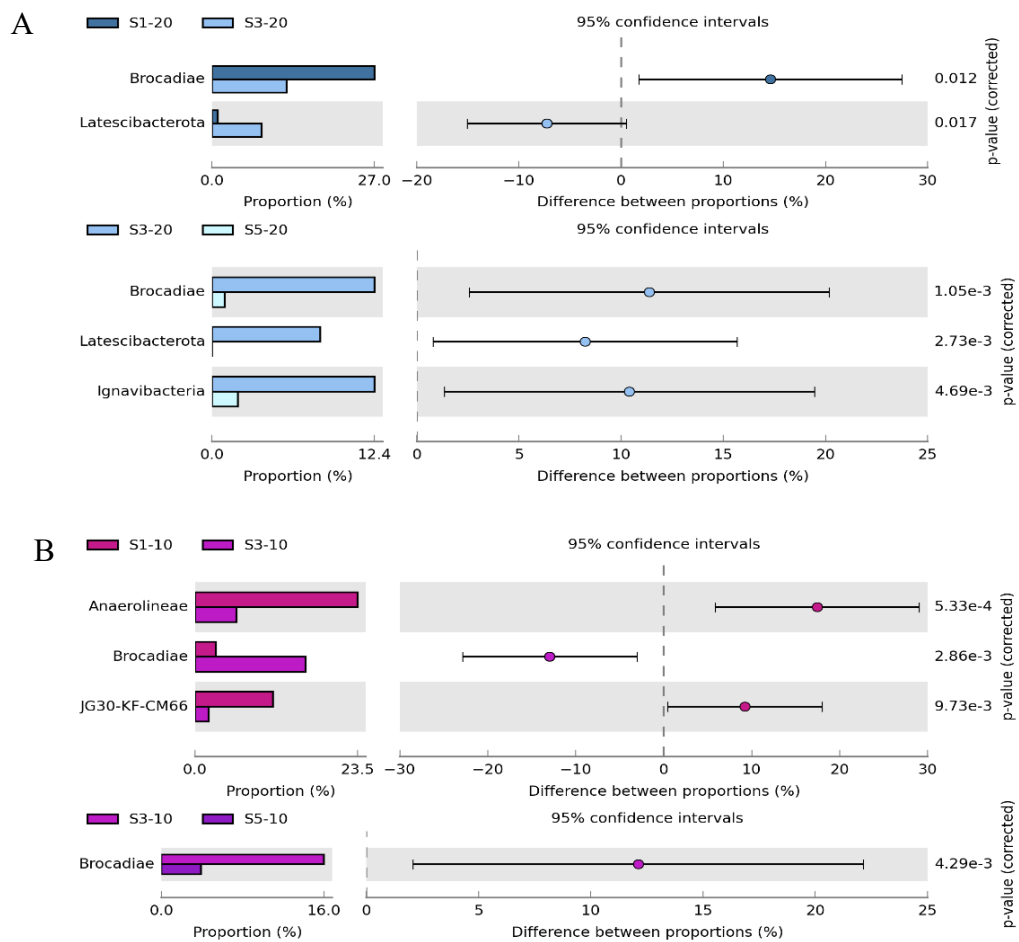 A
S1-20 S3-20 95% confidence intervals
Brocadiae 0.012
Latescibacterota 0.017
p-value (corrected)
0.0 27.0 −20 −10 0 10 20 30
Proportion (%) Difference between proportions (%)
S3-20 S5-20 95% confidence intervals
Brocadiae 1.05e-3
Latescibacterota 2.73e-3
Ignavibacteria 4.69e-3
p-value (corrected)
0.0 12.4 0 5 10 15 20 25
Proportion (%) Difference between proportions (%)
B
S1-10 S3-10 95% confidence intervals
Anaerolineae 5.33e-4
Brocadiae 2.86e-3
JG30-KF-CM66 9.73e-3
p-value (corrected)
0.0 23.5 −30 −20 −10 0 10 20 30
Proportion (%) Difference between proportions (%)
S3-10 S5-10 95% confidence intervals
Brocadiae 4.29e-3
p-value (corrected)
0.0 16.0 0 5 10 15 20 25
Proportion (%) Difference between proportions (%)